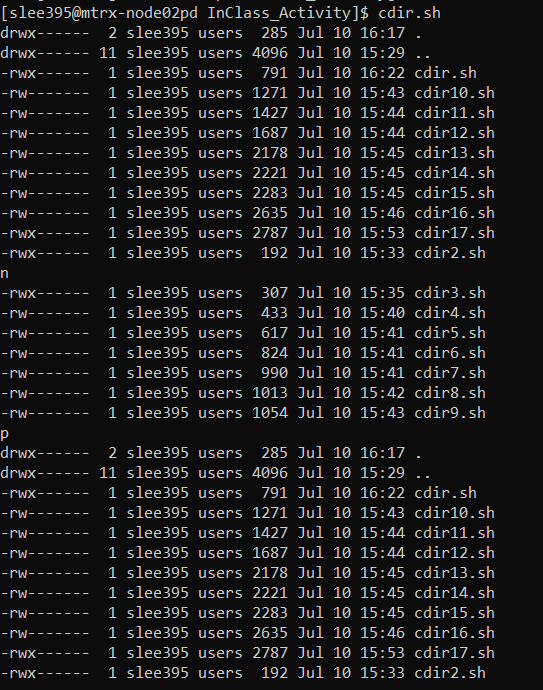 [slee395@mtrx-node02pd InClass_Activity]$ cdir.sh
drwx------  2 slee395 users  285 Jul 10 16:17 .
drwx------ 11 slee395 users 4096 Jul 10 15:29 ..
-rwx------  1 slee395 users  791 Jul 10 16:22 cdir.sh
-rw-------  1 slee395 users 1271 Jul 10 15:43 cdir10.sh
-rw-------  1 slee395 users 1427 Jul 10 15:44 cdir11.sh
-rw-------  1 slee395 users 1687 Jul 10 15:44 cdir12.sh
-rw-------  1 slee395 users 2178 Jul 10 15:45 cdir13.sh
-rw-------  1 slee395 users 2221 Jul 10 15:45 cdir14.sh
-rw-------  1 slee395 users 2283 Jul 10 15:45 cdir15.sh
-rw-------  1 slee395 users 2635 Jul 10 15:46 cdir16.sh
-rwx------  1 slee395 users 2787 Jul 10 15:53 cdir17.sh
-rwx------  1 slee395 users  192 Jul 10 15:33 cdir2.sh
n
-rwx------  1 slee395 users  307 Jul 10 15:35 cdir3.sh
-rwx------  1 slee395 users  433 Jul 10 15:40 cdir4.sh
-rw-------  1 slee395 users  617 Jul 10 15:41 cdir5.sh
-rw-------  1 slee395 users  824 Jul 10 15:41 cdir6.sh
-rw-------  1 slee395 users  990 Jul 10 15:41 cdir7.sh
-rw-------  1 slee395 users 1013 Jul 10 15:42 cdir8.sh
-rw-------  1 slee395 users 1054 Jul 10 15:43 cdir9.sh
p
drwx------  2 slee395 users  285 Jul 10 16:17 .
drwx------ 11 slee395 users 4096 Jul 10 15:29 ..
-rwx------  1 slee395 users  791 Jul 10 16:22 cdir.sh
-rw-------  1 slee395 users 1271 Jul 10 15:43 cdir10.sh
-rw-------  1 slee395 users 1427 Jul 10 15:44 cdir11.sh
-rw-------  1 slee395 users 1687 Jul 10 15:44 cdir12.sh
-rw-------  1 slee395 users 2178 Jul 10 15:45 cdir13.sh
-rw-------  1 slee395 users 2221 Jul 10 15:45 cdir14.sh
-rw-------  1 slee395 users 2283 Jul 10 15:45 cdir15.sh
-rw-------  1 slee395 users 2635 Jul 10 15:46 cdir16.sh
-rwx------  1 slee395 users 2787 Jul 10 15:53 cdir17.sh
-rwx------  1 slee395 users  192 Jul 10 15:33 cdir2.sh